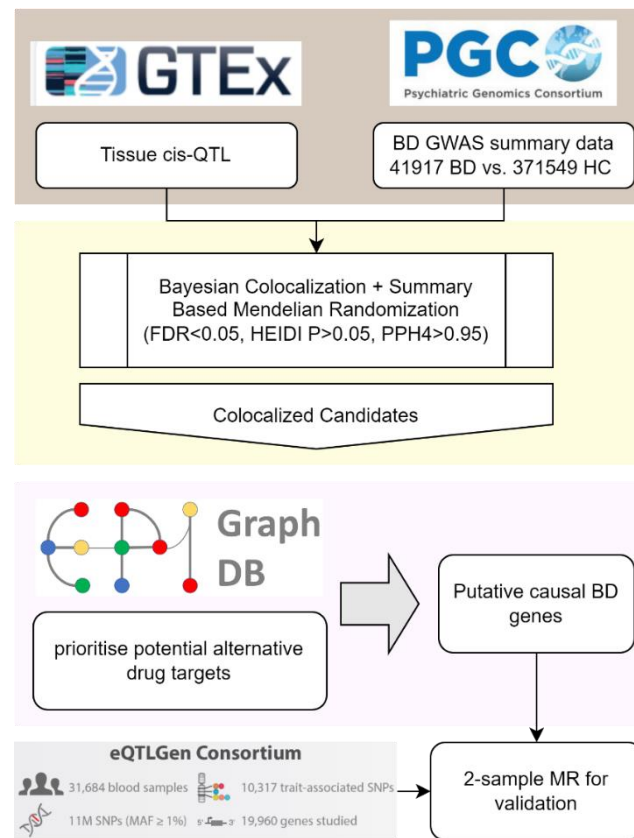 GTEx
PGC
Psychiatric Genomics Consortium
Tissue cis-QTL
BD GWAS summary data
41917 BD vs. 371549 HC
Bayesian Colocalization + Summary
Based Mendelian Randomization
(FDR<0.05, HEIDI P>0.05, PPH4>0.95)
Colocalized Candidates
EpiGraph
DB
prioritise potential alternative
drug targets
Putative causal BD
genes
eQTLGen Consortium
31,684 blood samples
10,317 trait-associated SNPs
11M SNPs (MAF ≥ 1%)
5' 3'
19,960 genes studied
2-sample MR for
validation